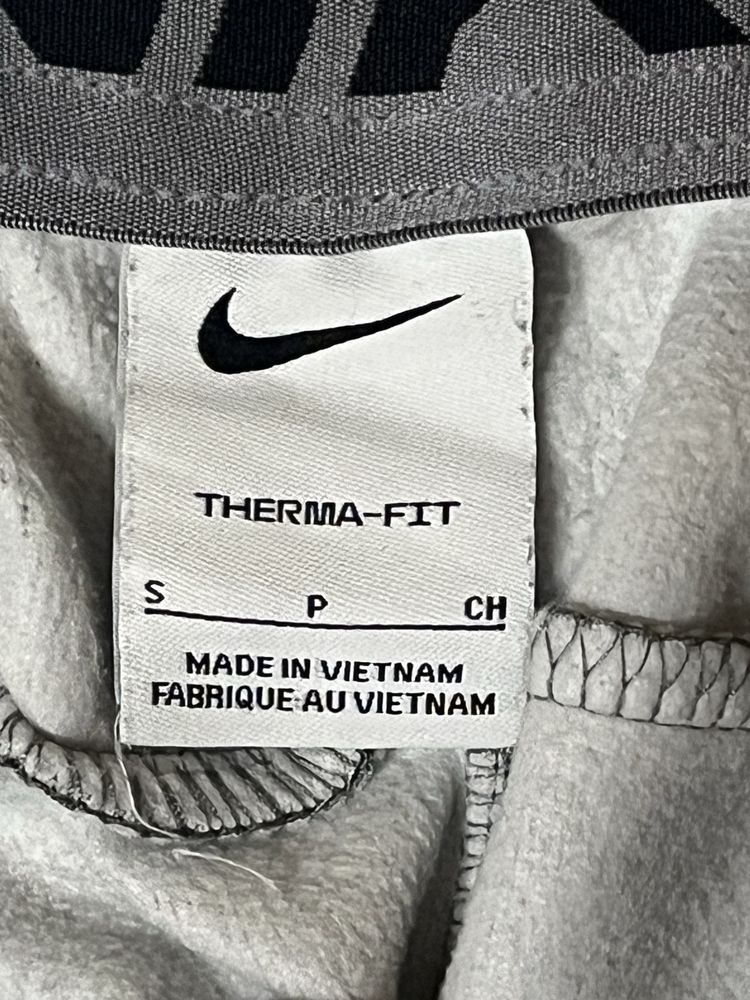 THERMA-FIT
S P CH
MADE IN VIETNAM
FABRIQUE AU VIETNAM